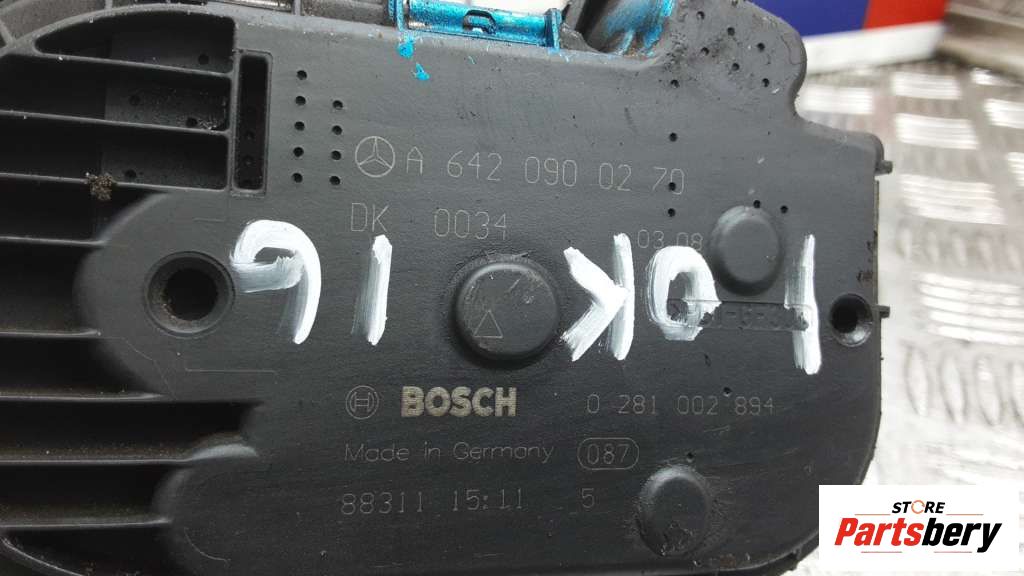 A 642 090 02 70
DK 0034
03.08
BOSCH 0 281 002 894
Made in Germany 087
88311 15:11 5
10K 16
STORE
Partsbery